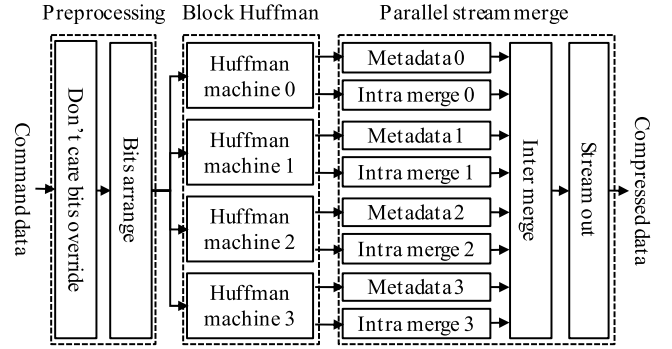 Preprocessing
Block Huffman
Parallel stream merge
Command data
Don't care bits override
Bits arrange
Huffman
machine 0
Huffman
machine 1
Huffman
machine 2
Huffman
machine 3
Metadata 0
Intra merge 0
Metadata 1
Intra merge 1
Metadata 2
Intra merge 2
Metadata 3
Intra merge 3
Inter merge
Stream out
Compressed data